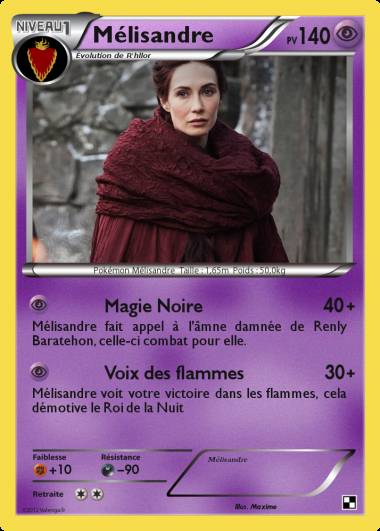 NIVEAU 1
Mélisandre
PV 140
Évolution de R'hllor
Pokémon Mélisandre Taille : 1,65m Poids : 50,0kg
Magie Noire 40+
Mélisandre fait appel à l'âmne damnée de Renly
Baratehon, celle-ci combat pour elle.
Voix des flammes 30+
Mélisandre voit votre victoire dans les flammes, cela
démotive le Roi de la Nuit
Faiblesse Résistance
+10 -90
Mélisandre
Retraite
Illus. Maxime